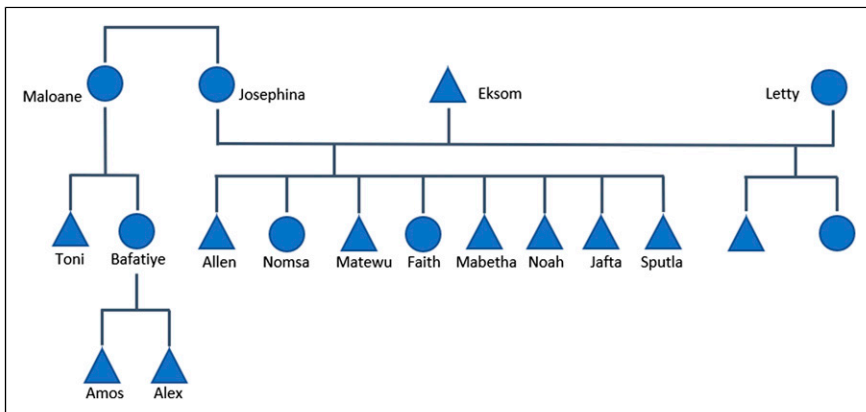 Maloane
Josephina
Eksom
Letty
Toni
Bafatiye
Allen
Nomsa
Matewu
Faith
Mabetha
Noah
Jafta
Sputla
Amos
Alex